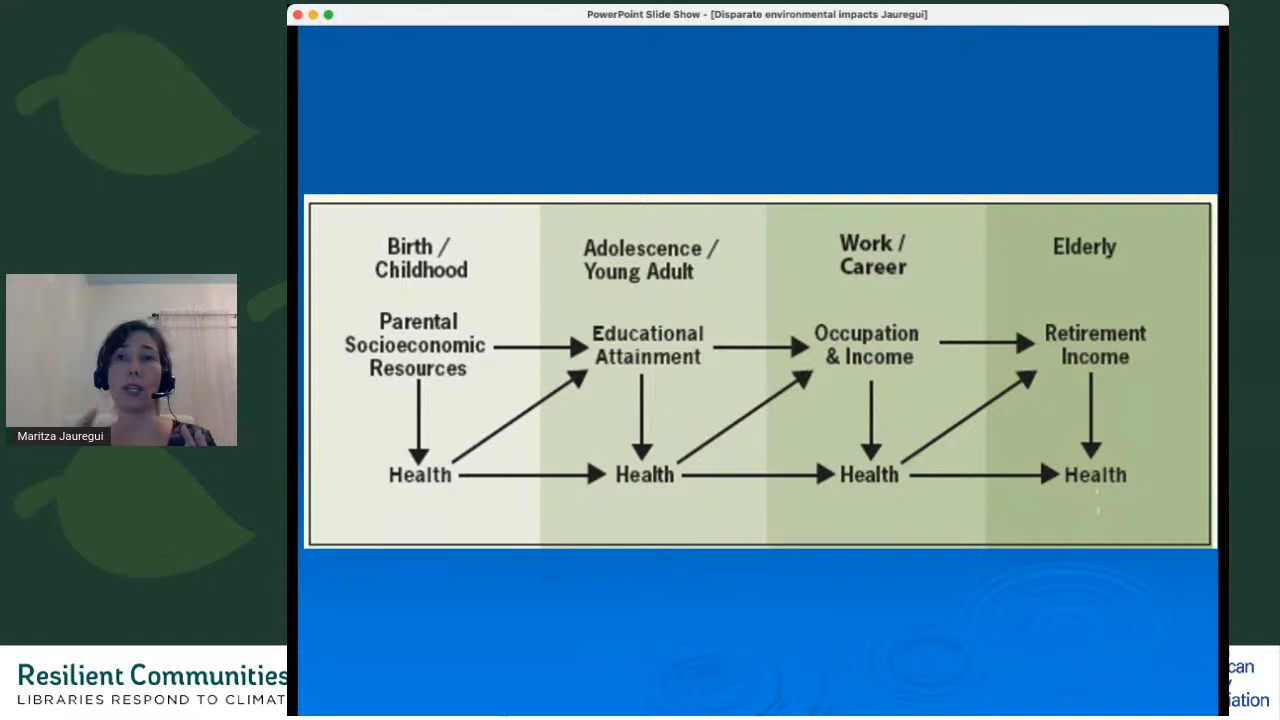 PowerPoint Slide Show - [Disparate environmental impacts Jauregui]
Birth /
Childhood
Adolescence /
Young Adult
Work /
Career
Elderly
Parental
Socioeconomic
Resources
Educational
Attainment
Occupation
& Income
Retirement
Income
Health
Health
Health
Health
Maritza Jauregui
Resilient Communities
LIBRARIES RESPOND TO CLIMAT
can
iation